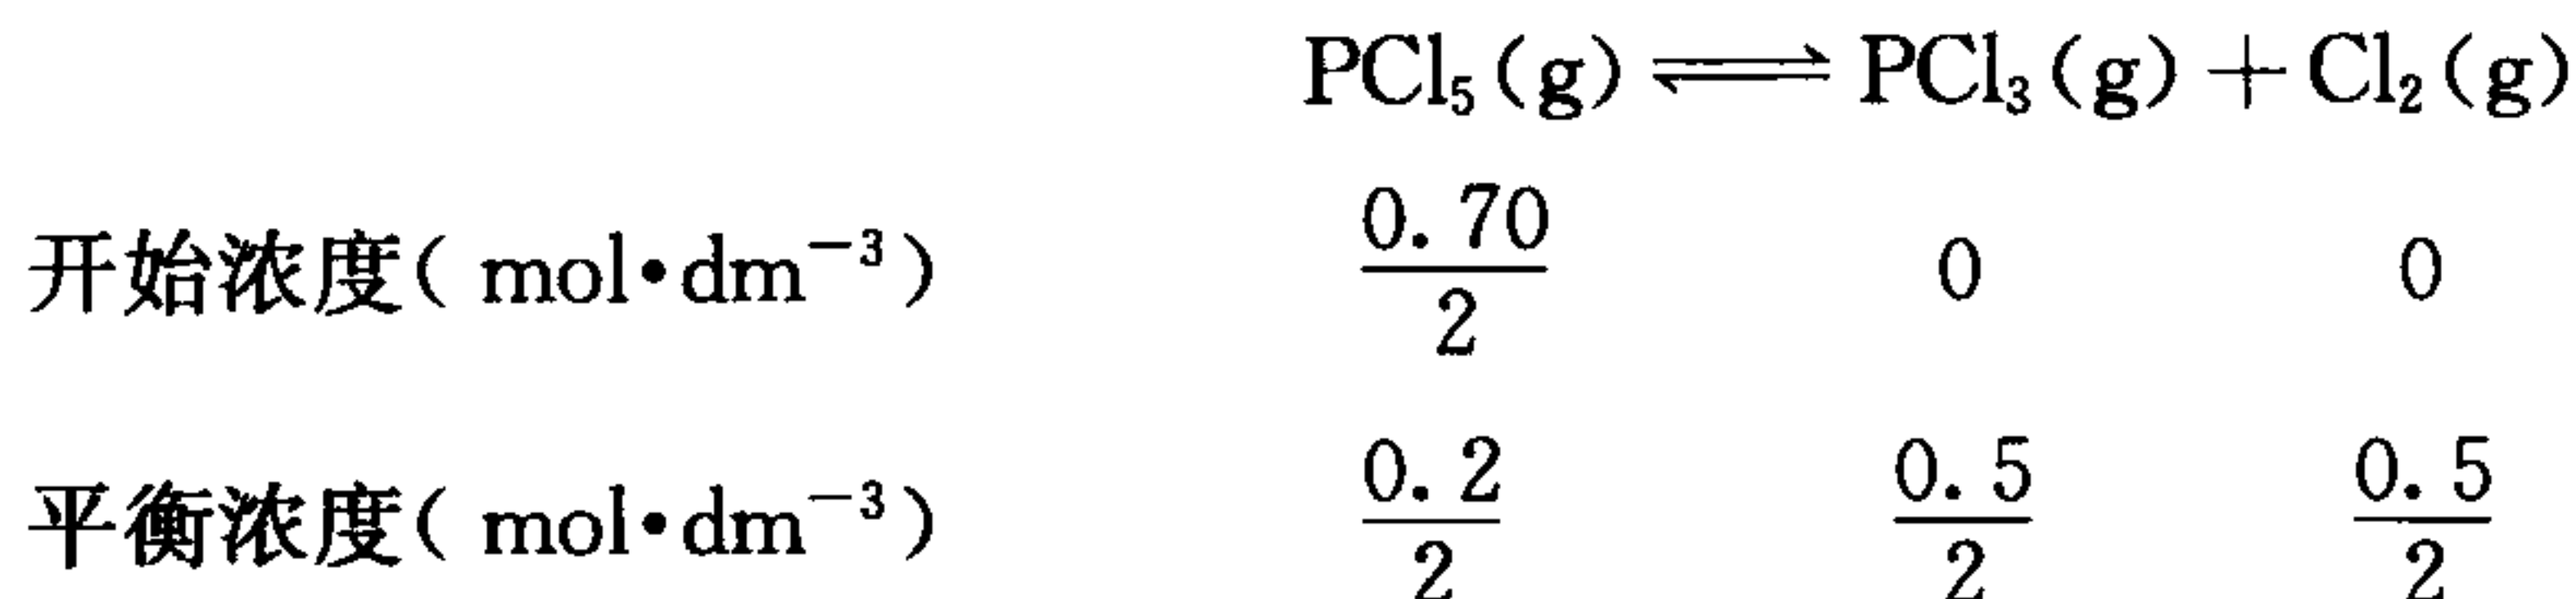 PCl₅(g) ⇌ PCl₃(g) + Cl₂(g)
开始浓度( mol•dm⁻³ ) 0.70/2 0 0
平衡浓度( mol•dm⁻³ ) 0.2/2 0.5/2 0.5/2